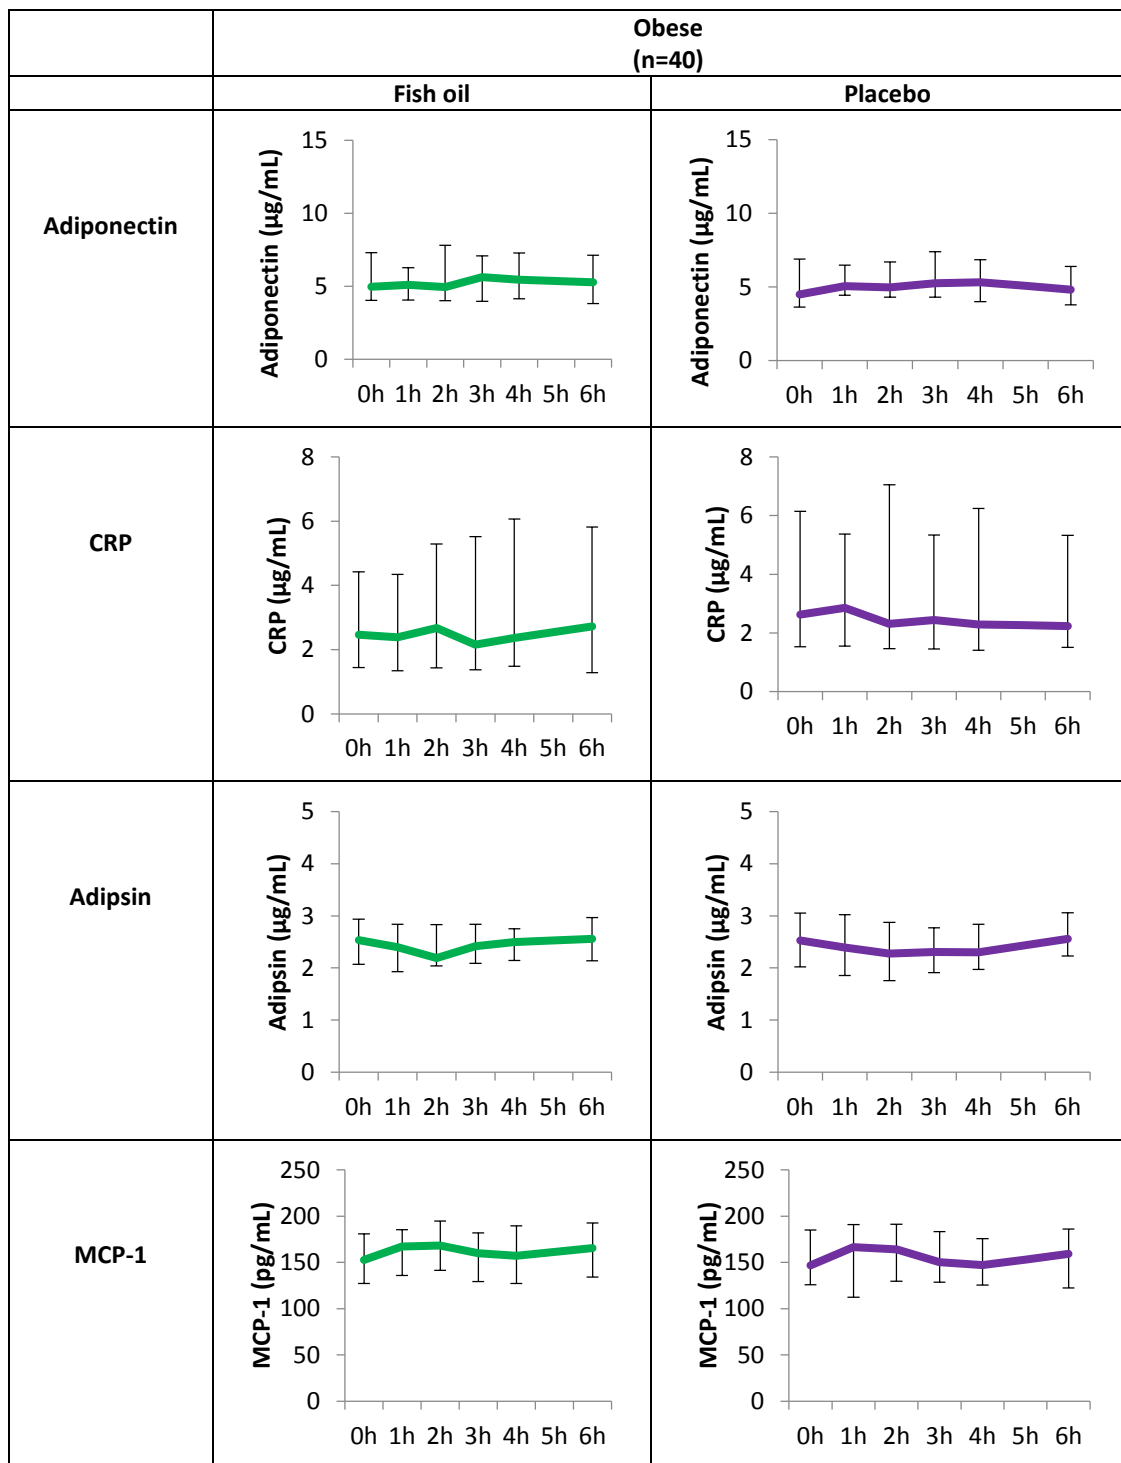 Obese
(n=40)
Fish oil
Placebo
Adiponectin
Adiponectin (µg/mL)
15
10
5
0
0h 1h 2h 3h 4h 5h 6h
Adiponectin (µg/mL)
15
10
5
0
0h 1h 2h 3h 4h 5h 6h
CRP
CRP (µg/mL)
8
6
4
2
0
0h 1h 2h 3h 4h 5h 6h
CRP (µg/mL)
8
6
4
2
0
0h 1h 2h 3h 4h 5h 6h
Adipsin
Adipsin (µg/mL)
5
4
3
2
1
0
0h 1h 2h 3h 4h 5h 6h
Adipsin (µg/mL)
5
4
3
2
1
0
0h 1h 2h 3h 4h 5h 6h
MCP-1
MCP-1 (pg/mL)
250
200
150
100
50
0
0h 1h 2h 3h 4h 5h 6h
MCP-1 (pg/mL)
250
200
150
100
50
0
0h 1h 2h 3h 4h 5h 6h